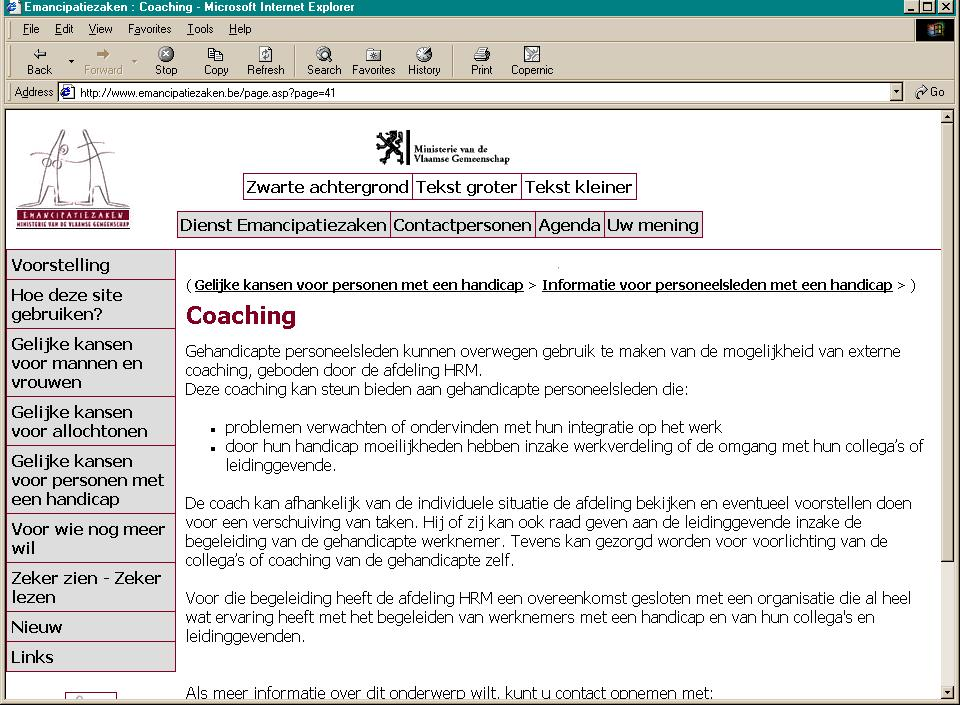 Emancipatiezaken : Coaching - Microsoft Internet Explorer
File Edit View Favorites Tools Help
Back Forward Stop Copy Refresh Search Favorites History Print Copernic
Address http://www.emancipatiezaken.be/page.asp?page=41 Go
EMANCIPATIEZAKEN
MINISTERIE VAN DE VLAAMSE GEMEENSCHAP
Ministerie van de
Vlaamse Gemeenschap
Zwarte achtergrond Tekst groter Tekst kleiner
Dienst Emancipatiezaken Contactpersonen Agenda Uw mening
Voorstelling
Hoe deze site
gebruiken?
Gelijke kansen
voor mannen en
vrouwen
Gelijke kansen
voor allochtonen
Gelijke kansen
voor personen met
een handicap
Voor wie nog meer
wil
Zeker zien - Zeker
lezen
Nieuw
Links
( Gelijke kansen voor personen met een handicap > Informatie voor personeelsleden met een handicap > )
Coaching
Gehandicapte personeelsleden kunnen overwegen gebruik te maken van de mogelijkheid van externe
coaching, geboden door de afdeling HRM.
Deze coaching kan steun bieden aan gehandicapte personeelsleden die:
• problemen verwachten of ondervinden met hun integratie op het werk
• door hun handicap moeilijkheden hebben inzake werkverdeling of de omgang met hun collega’s of
leidinggevende.
De coach kan afhankelijk van de individuele situatie de afdeling bekijken en eventueel voorstellen doen
voor een verschuiving van taken. Hij of zij kan ook raad geven aan de leidinggevende inzake de
begeleiding van de gehandicapte werknemer. Tevens kan gezorgd worden voor voorlichting van de
collega’s of coaching van de gehandicapte zelf.
Voor die begeleiding heeft de afdeling HRM een overeenkomst gesloten met een organisatie die al heel
wat ervaring heeft met het begeleiden van werknemers met een handicap en van hun collega's en
leidinggevenden.
Als meer informatie over dit onderwerp wilt, kunt u contact opnemen met: